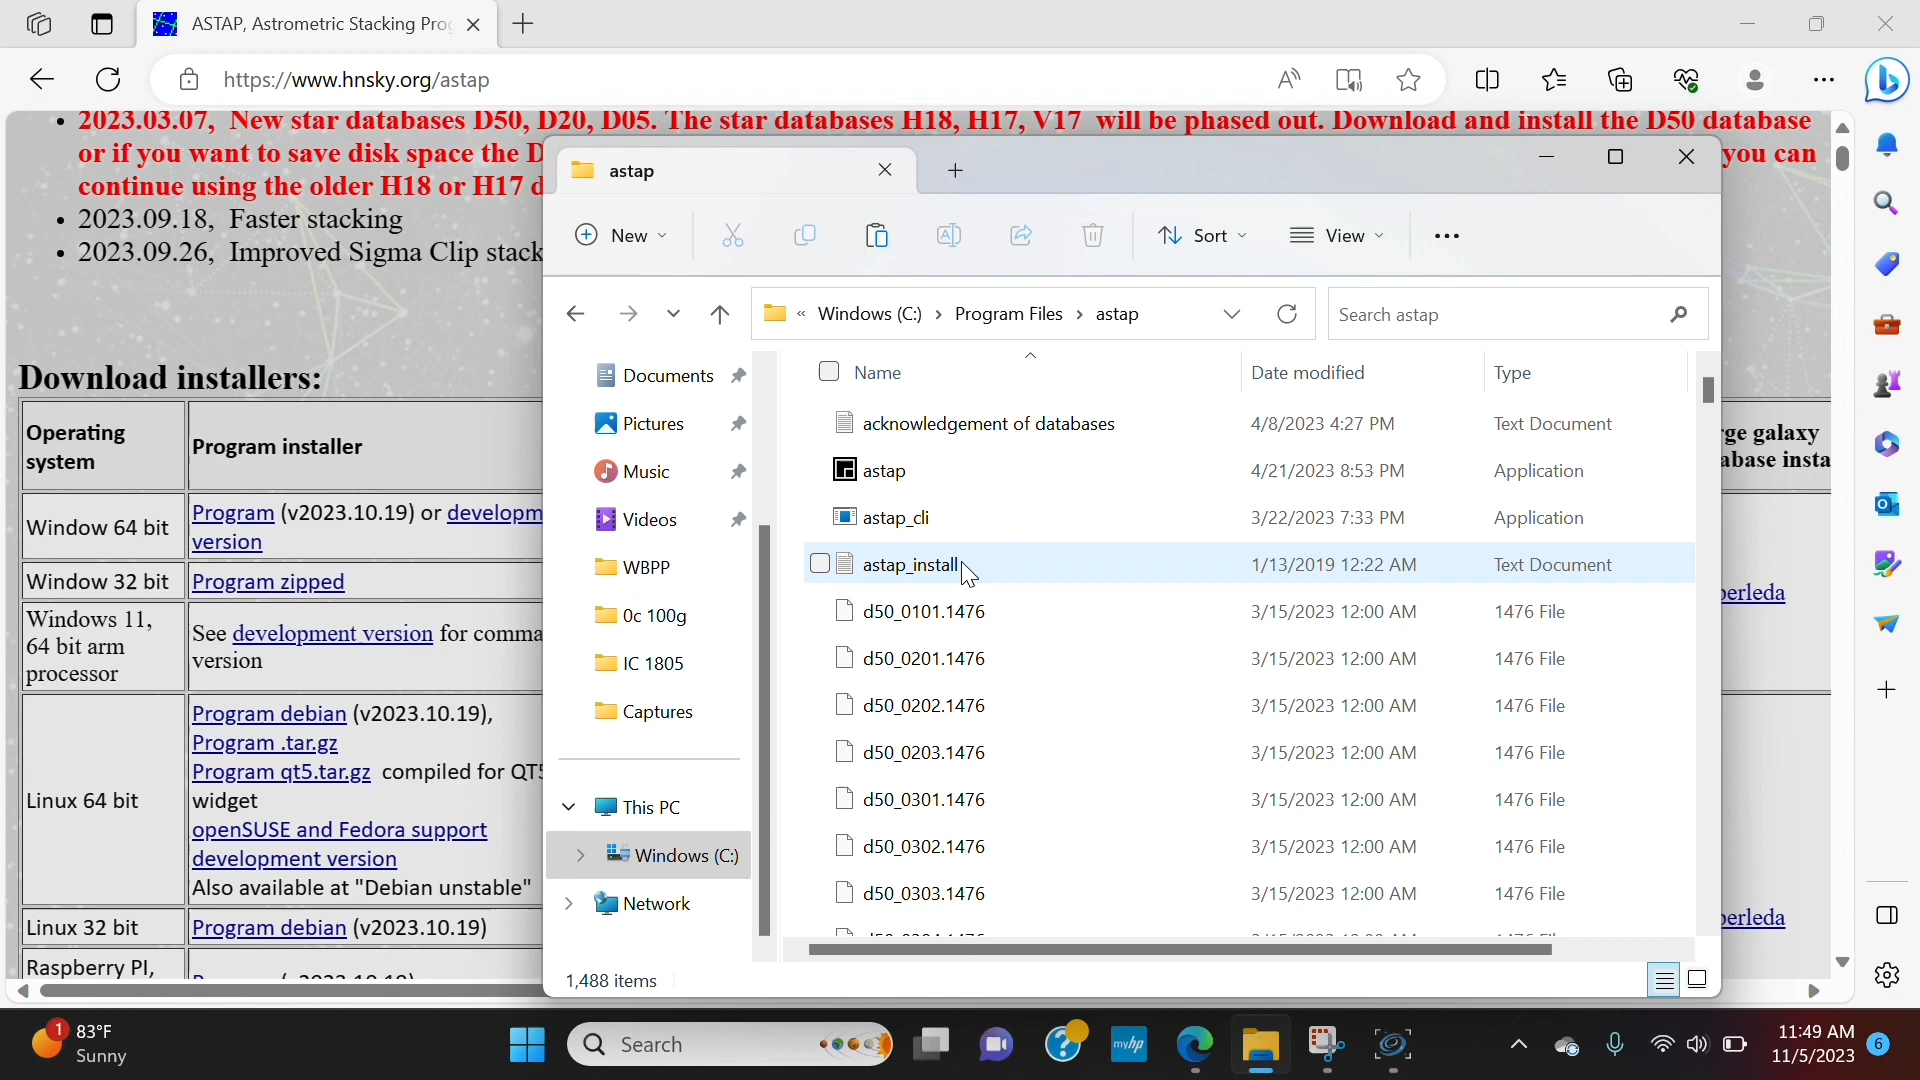 ASTAP, Astrometric Stacking Pro
https://www.hnsky.org/astap
2023.03.07, New star databases D50, D20, D05. The star databases H18, H17, V17 will be phased out. Download and install the D50 database
or if you want to save disk space the D
you can
continue using the older H18 or H17 d
2023.09.18, Faster stacking
2023.09.26, Improved Sigma Clip stack
Download installers:
Operating
system
Program installer
rge galaxy
abase insta
Window 64 bit
Program (v2023.10.19) or developm
version
Window 32 bit
Program zipped
Windows 11,
64 bit arm
processor
See development version for comma
version
perleda
Linux 64 bit
Program debian (v2023.10.19),
Program .tar.gz
Program qt5.tar.gz compiled for QT5
widget
openSUSE and Fedora support
development version
Also available at "Debian unstable"
Linux 32 bit
Program debian (v2023.10.19)
perleda
Raspberry PI,
astap
New
Sort
View
« Windows (C:) › Program Files › astap
Search astap
Documents
Pictures
Music
Videos
WBPP
0c 100g
IC 1805
Captures
This PC
Windows (C:)
Network
Name Date modified Type
acknowledgement of databases 4/8/2023 4:27 PM Text Document
astap 4/21/2023 8:53 PM Application
astap_cli 3/22/2023 7:33 PM Application
astap_install 1/13/2019 12:22 AM Text Document
d50_0101.1476 3/15/2023 12:00 AM 1476 File
d50_0201.1476 3/15/2023 12:00 AM 1476 File
d50_0202.1476 3/15/2023 12:00 AM 1476 File
d50_0203.1476 3/15/2023 12:00 AM 1476 File
d50_0301.1476 3/15/2023 12:00 AM 1476 File
d50_0302.1476 3/15/2023 12:00 AM 1476 File
d50_0303.1476 3/15/2023 12:00 AM 1476 File
1,488 items
1
83°F
Sunny
Search
myhp
11:49 AM
11/5/2023
6